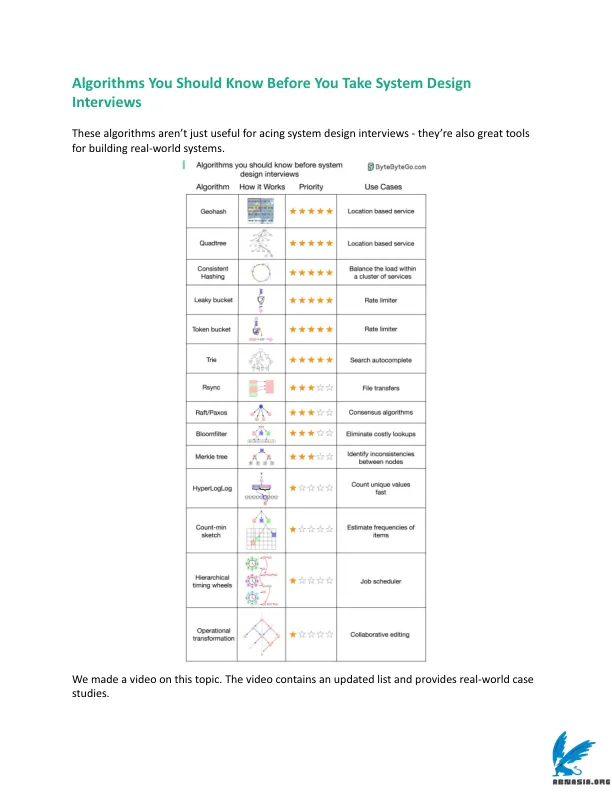 Algorithms You Should Know Before You Take System Design
Interviews
These algorithms aren’t just useful for acing system design interviews - they’re also great tools
for building real-world systems.
Algorithms you should know before system
design interviews
ByteByteGo.com
Algorithm How it Works Priority Use Cases
Geohash Location based service
Quadtree Location based service
Consistent Balance the load within
Hashing a cluster of services
Leaky bucket Rate limiter
Token bucket Rate limiter
Trie Search autocomplete
Rsync File transfers
Raft/Paxos Consensus algorithms
Bloomfilter Eliminate costly lookups
Merkle tree Identify inconsistencies
between nodes
HyperLogLog Count unique values
fast
Count-min Estimate frequencies of
sketch items
Hierarchical
timing wheels Job scheduler
Operational
transformation Collaborative editing
We made a video on this topic. The video contains an updated list and provides real-world case
studies.
ABNASIA.ORG